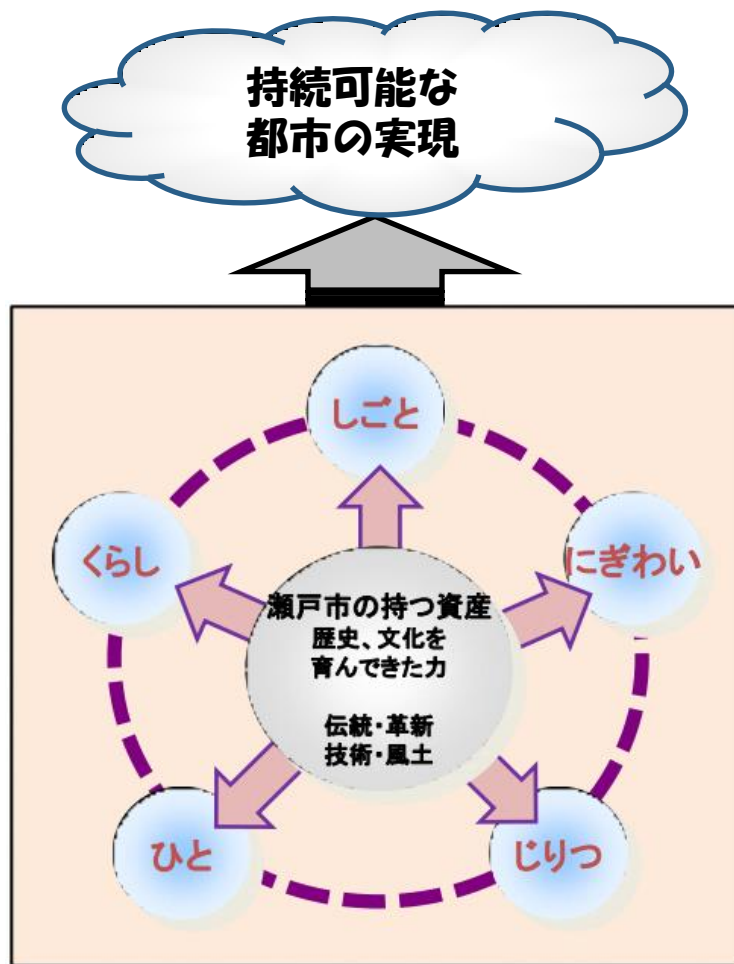 持続可能な
都市の実現
しごと
くらし
にぎわい
瀬戸市の持つ資産
歴史、文化を
育んできた力
伝統・革新
技術・風土
ひと
じりつ